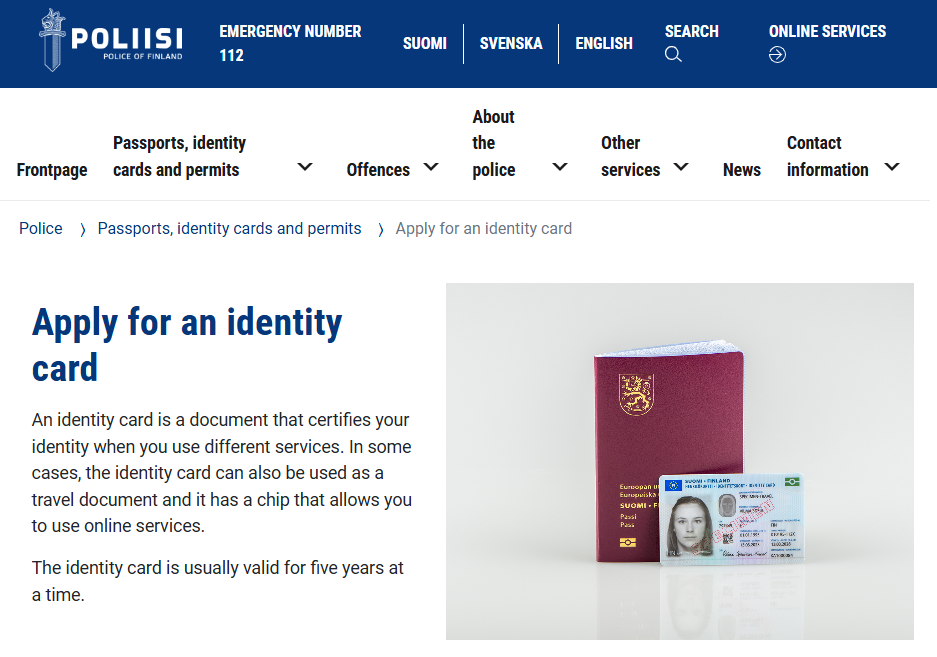 POLIISI
POLICE OF FINLAND
EMERGENCY NUMBER
112
SUOMI
SVENSKA
ENGLISH
SEARCH
ONLINE SERVICES
Frontpage
Passports, identity
cards and permits
Offences
About
the
police
Other
services
News
Contact
information
Police
Passports, identity cards and permits
Apply for an identity card
Apply for an identity
card
An identity card is a document that certifies your
identity when you use different services. In some
cases, the identity card can also be used as a
travel document and it has a chip that allows you
to use online services.
The identity card is usually valid for five years at
a time.
Euroopan
Europeiska
SUOMI
Passi
Pass
SUOMI FINLAND
IDENTITY CARD